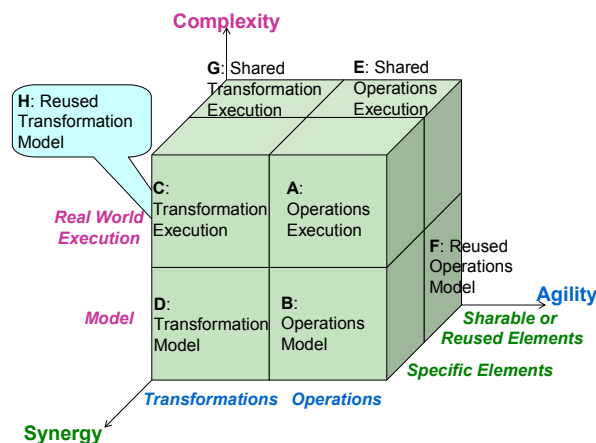 Complexity
G: Shared
Transformation
Execution
E: Shared
Operations
Execution
H: Reused
Transformation
Model
C:
Transformation
Execution
A:
Operations
Execution
Real World
Execution
F: Reused
Operations
Model
D:
Transformation
Model
B:
Operations
Model
Model
Agility
Sharable or
Reused Elements
Specific Elements
Transformations
Operations
Synergy